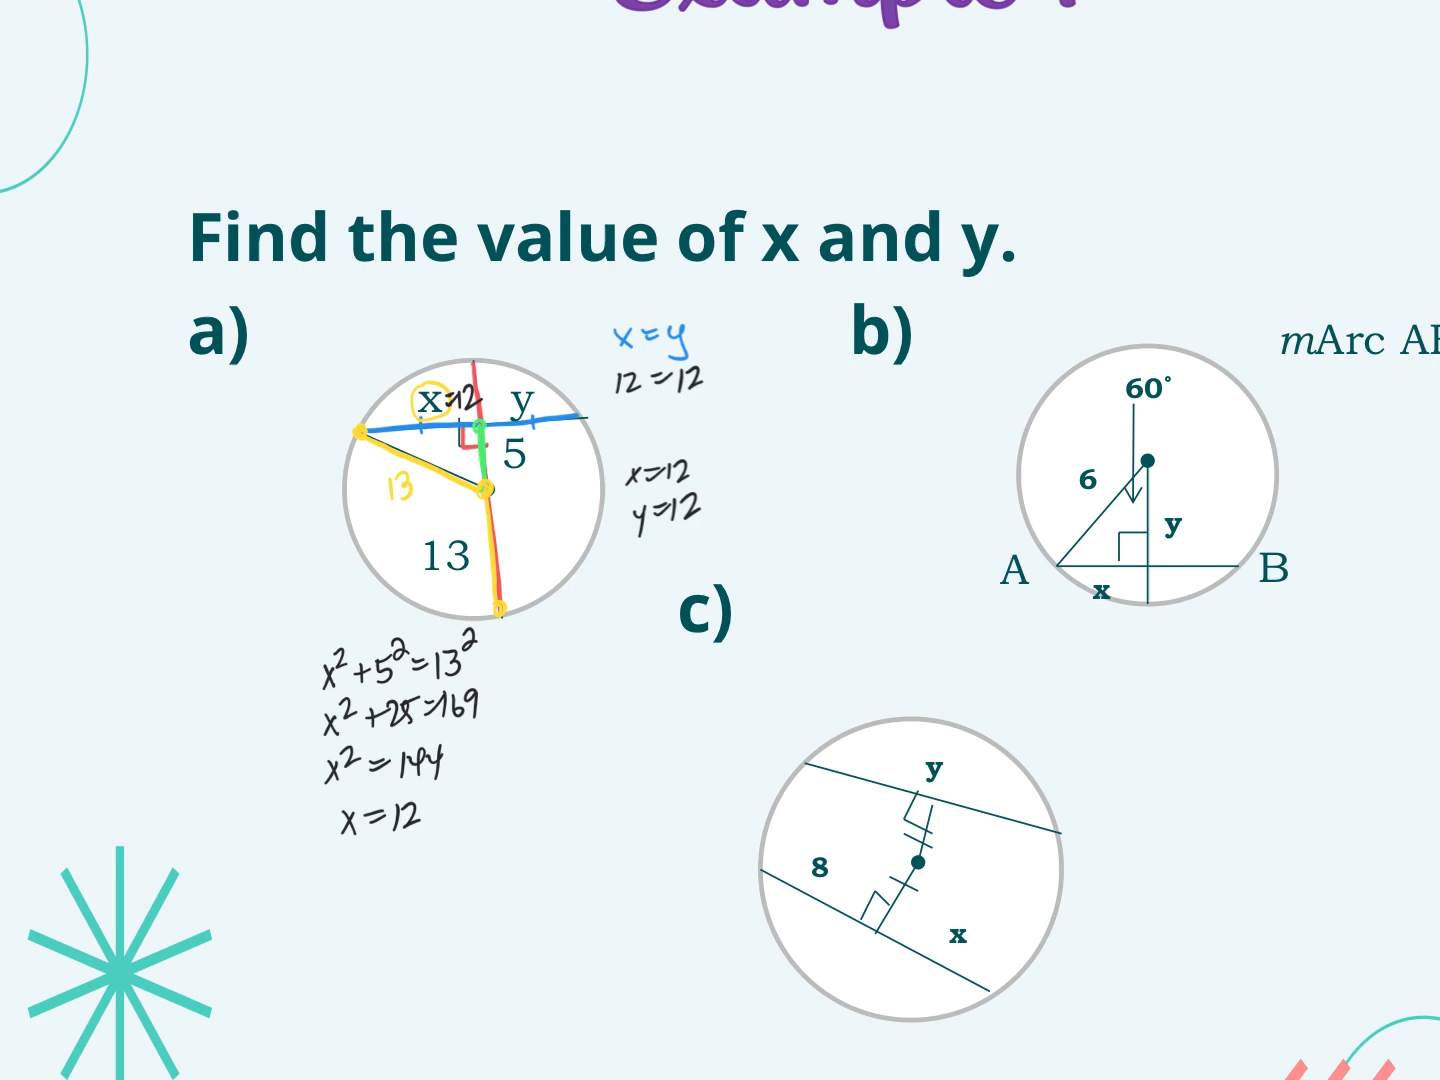 Find the value of x and y.
a)
b)
x = y
12 = 12
mArc
60°
x=12
y
5
13
13
x=12
y=12
6
y
A
B
x
c)
x² + 5² = 13²
x² + 25 = 169
x² = 144
x = 12
y
8
x